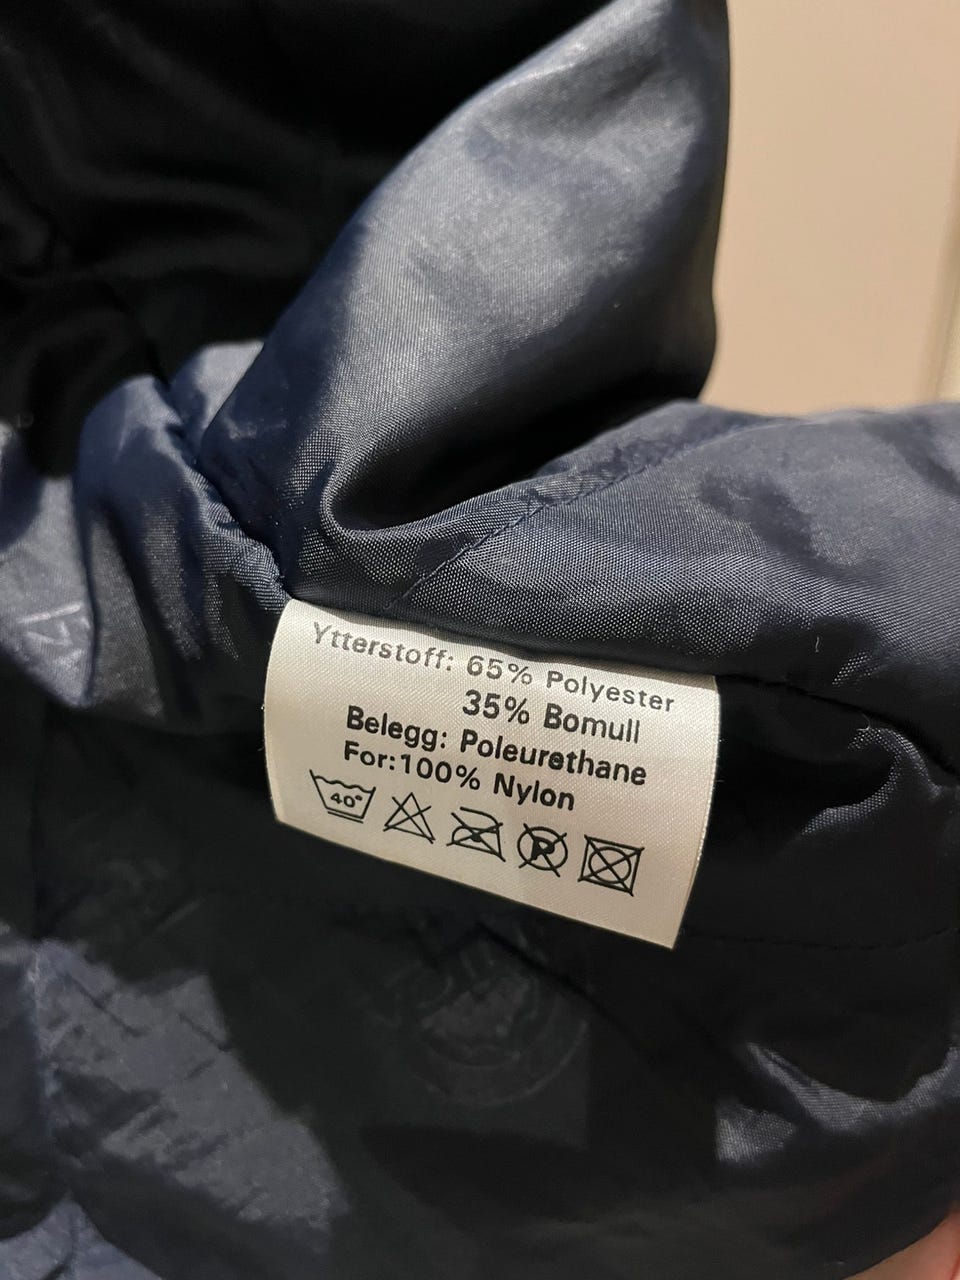 Ytterstoff: 65% Polyester
35% Bomull
Belegg: Poleurethane
For:100% Nylon
40° P